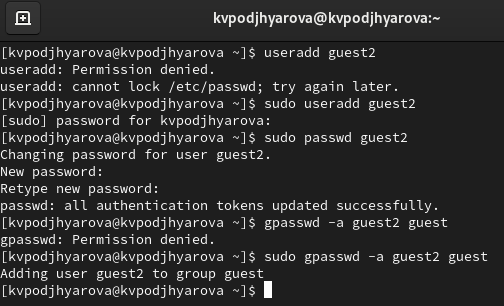 kvpodjhyarova@kvpodjhyarova:~
[kvpodjhyarova@kvpodjhyarova ~]$ useradd guest2
useradd: Permission denied.
useradd: cannot lock /etc/passwd; try again later.
[kvpodjhyarova@kvpodjhyarova ~]$ sudo useradd guest2
[sudo] password for kvpodjhyarova:
[kvpodjhyarova@kvpodjhyarova ~]$ sudo passwd guest2
Changing password for user guest2.
New password:
Retype new password:
passwd: all authentication tokens updated successfully.
[kvpodjhyarova@kvpodjhyarova ~]$ gpasswd -a guest2 guest
gpasswd: Permission denied.
[kvpodjhyarova@kvpodjhyarova ~]$ sudo gpasswd -a guest2 guest
Adding user guest2 to group guest
[kvpodjhyarova@kvpodjhyarova ~]$